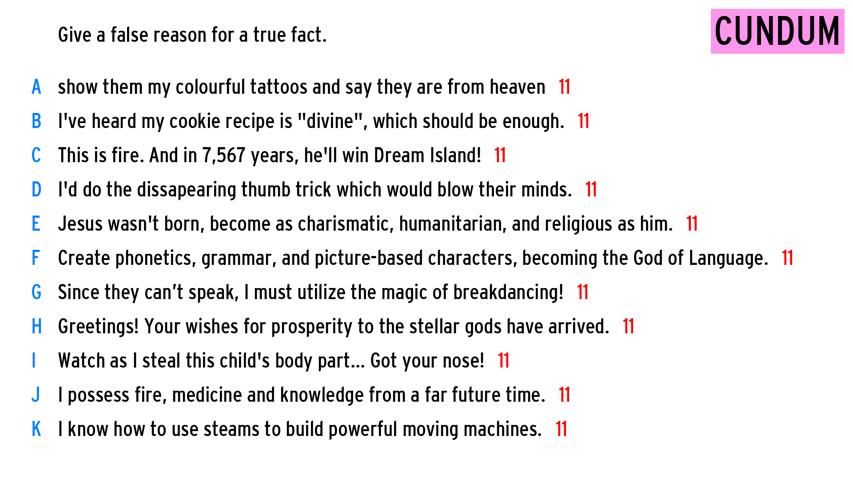 Give a false reason for a true fact.
CUNDUM
A show them my colourful tattoos and say they are from heaven 11
B I've heard my cookie recipe is "divine", which should be enough. 11
C This is fire. And in 7,567 years, he'll win Dream Island! 11
D I'd do the dissapearing thumb trick which would blow their minds. 11
E Jesus wasn't born, become as charismatic, humanitarian, and religious as him. 11
F Create phonetics, grammar, and picture-based characters, becoming the God of Language. 11
G Since they can’t speak, I must utilize the magic of breakdancing! 11
H Greetings! Your wishes for prosperity to the stellar gods have arrived. 11
I Watch as I steal this child's body part... Got your nose! 11
J I possess fire, medicine and knowledge from a far future time. 11
K I know how to use steams to build powerful moving machines. 11